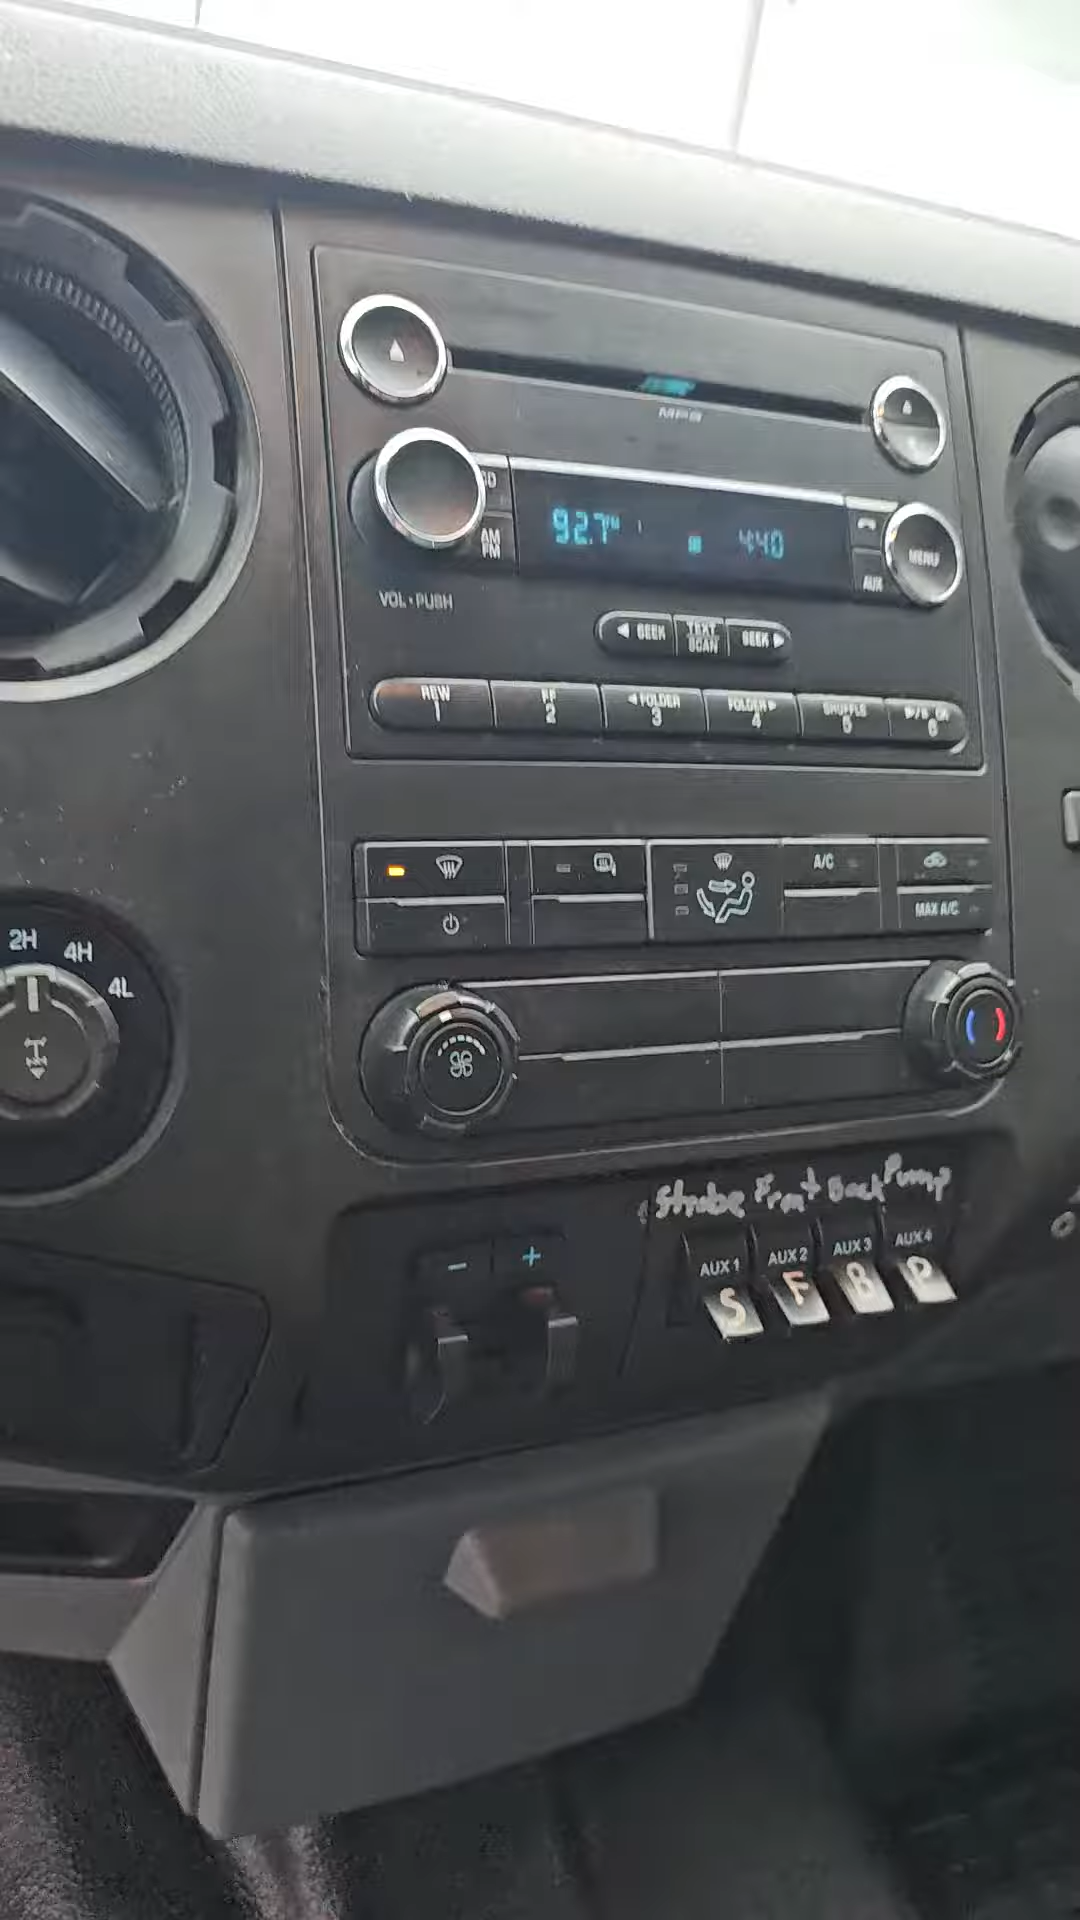 MP3
CD
92.7
4:40
MENU
AM
FM
AUX
VOL • PUSH
◀ SEEK TEXT SCAN SEEK ▶
REW FF ◀ FOLDER FOLDER ▶ SHUFFLE
1 2 3 4 5 6
A/C
MAX A/C
2H 4H 4L
Strobe Front Back Pump
- +
AUX 1 AUX 2 AUX 3 AUX 4
S F B P